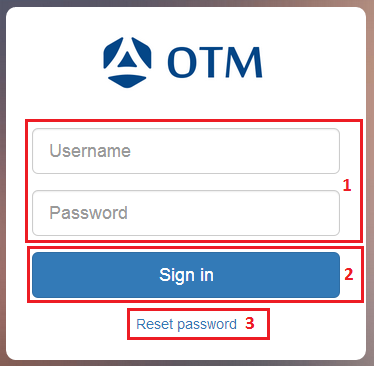 OTM
Username
1
Password
Sign in 2
Reset password 3